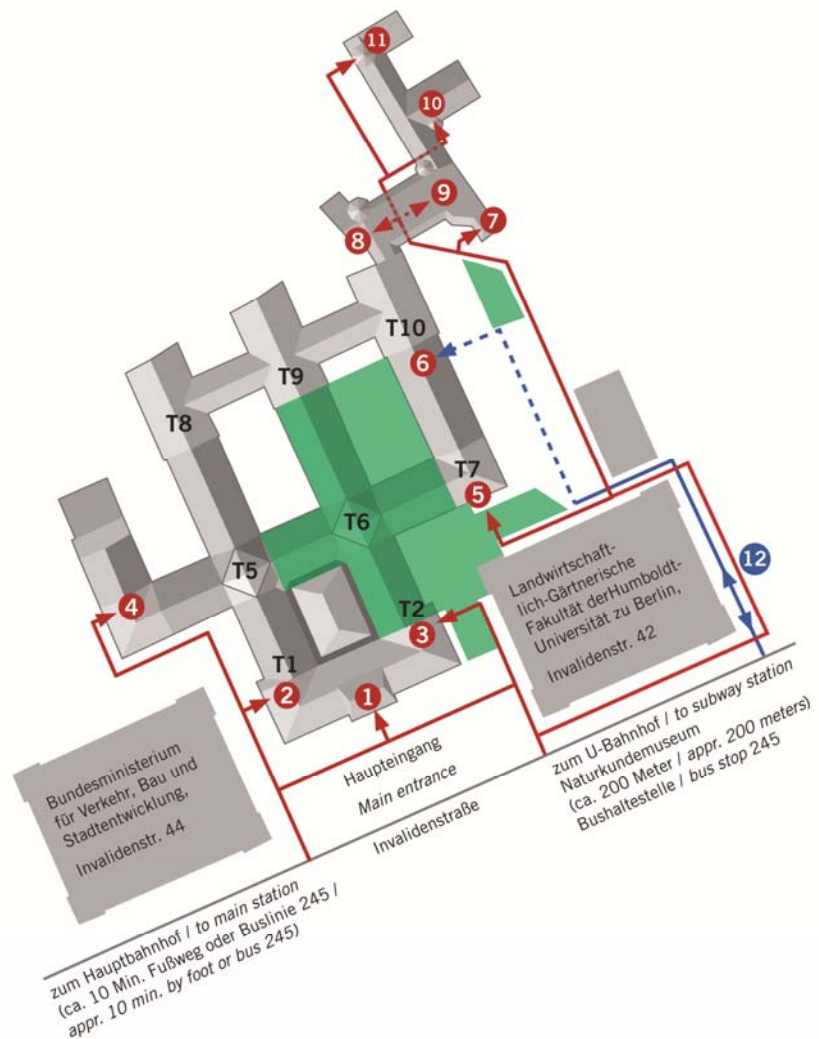 11
10
9
8
7
T10
6
T9
T8
T7
5
T6
T5
4
T2
3
T1
2
1
12
Landwirtschaft-
lich-Gärtnerische
Fakultät derHumboldt-
Universität zu Berlin,
Invalidenstr. 42
Bundesministerium
für Verkehr, Bau und
Stadtentwicklung,
Invalidenstr. 44
Haupteingang
Main entrance
Invalidenstraße
zum U-Bahnhof / to subway station
Naturkundemuseum
(ca. 200 Meter / appr. 200 meters)
Bushaltestelle / bus stop 245
zum Hauptbahnhof / to main station
(ca. 10 Min. Fußweg oder Buslinie 245 /
appr. 10 min. by foot or bus 245)